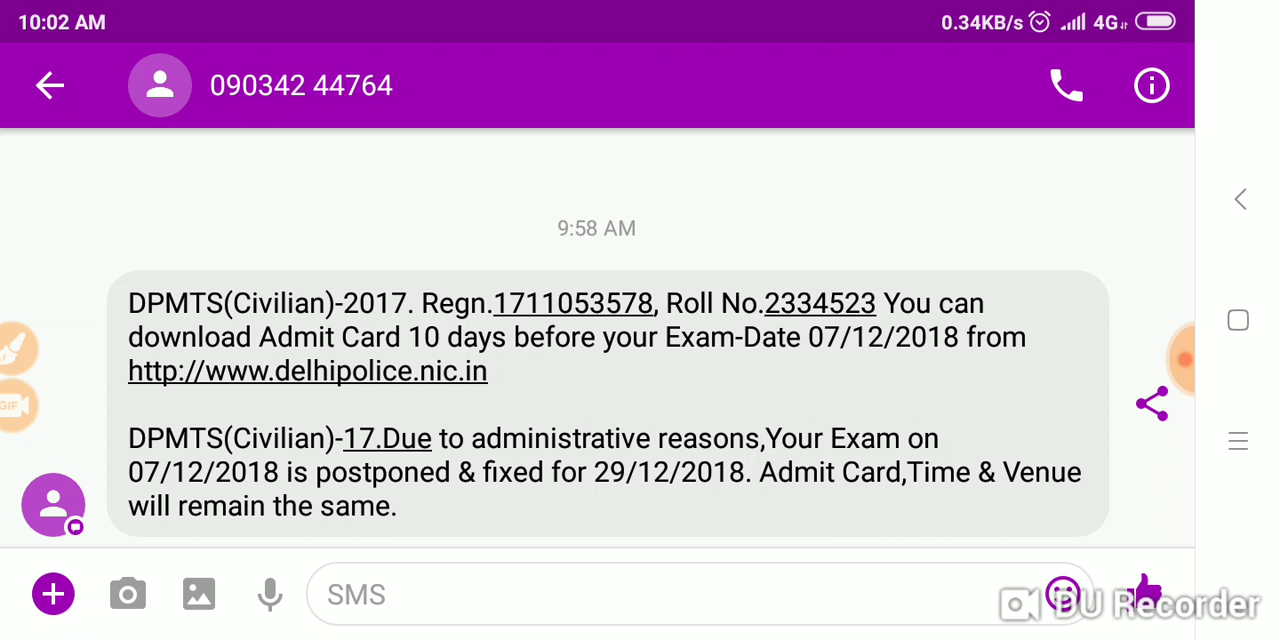 10:02 AM
0.34KB/s 4G
090342 44764
9:58 AM
DPMTS(Civilian)-2017. Regn.1711053578, Roll No.2334523 You can
download Admit Card 10 days before your Exam-Date 07/12/2018 from
http://www.delhipolice.nic.in
DPMTS(Civilian)-17.Due to administrative reasons,Your Exam on
07/12/2018 is postponed & fixed for 29/12/2018. Admit Card,Time & Venue
will remain the same.
GIF
SMS
DU Recorder